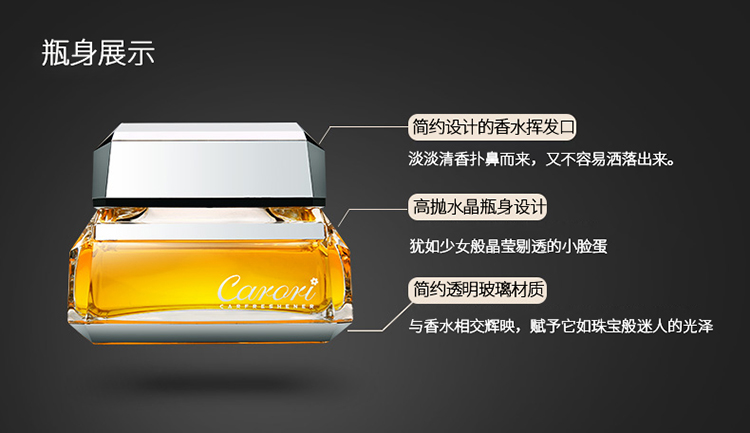 瓶身展示
简约设计的香水挥发口
淡淡清香扑鼻而来，又不容易洒落出来。
高抛水晶瓶身设计
犹如少女般晶莹剔透的小脸蛋
Carori
简约透明玻璃材质
与香水相交辉映，赋予它如珠宝般迷人的光泽